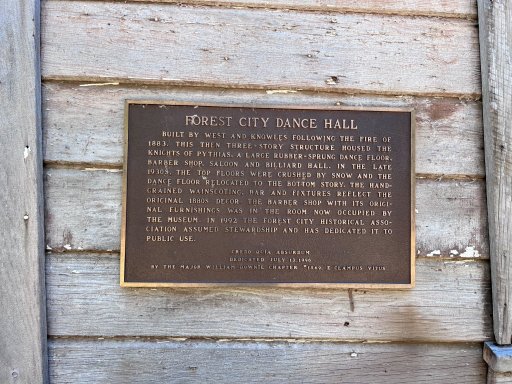 FOREST CITY DANCE HALL
BUILT BY WEST AND KNOWLES FOLLOWING THE FIRE OF
1883. THIS THEN THREE-STORY STRUCTURE HOUSED THE
KNIGHTS OF PYTHIAS, A LARGE RUBBER-SPRUNG DANCE FLOOR,
BARBER SHOP, SALOON, AND BILLIARD HALL. IN THE LATE
1930S, THE TOP FLOORS WERE CRUSHED BY SNOW AND THE
DANCE FLOOR RELOCATED TO THE BOTTOM STORY. THE HAND-
GRAINED WAINSCOTING, BAR AND FIXTURES REFLECT THE
ORIGINAL 1880S DECOR. THE BARBER SHOP WITH ITS ORIGI-
NAL FURNISHINGS WAS IN THE ROOM NOW OCCUPIED BY
THE MUSEUM. IN 1992 THE FOREST CITY HISTORICAL ASSO-
CIATION ASSUMED STEWARDSHIP AND HAS DEDICATED IT TO
PUBLIC USE.
CREDO QUIA ABSURDUM
DEDICATED JULY 13, 1996
BY THE MAJOR WILLIAM DOWNIE CHAPTER #1849, E CLAMPUS VITUS